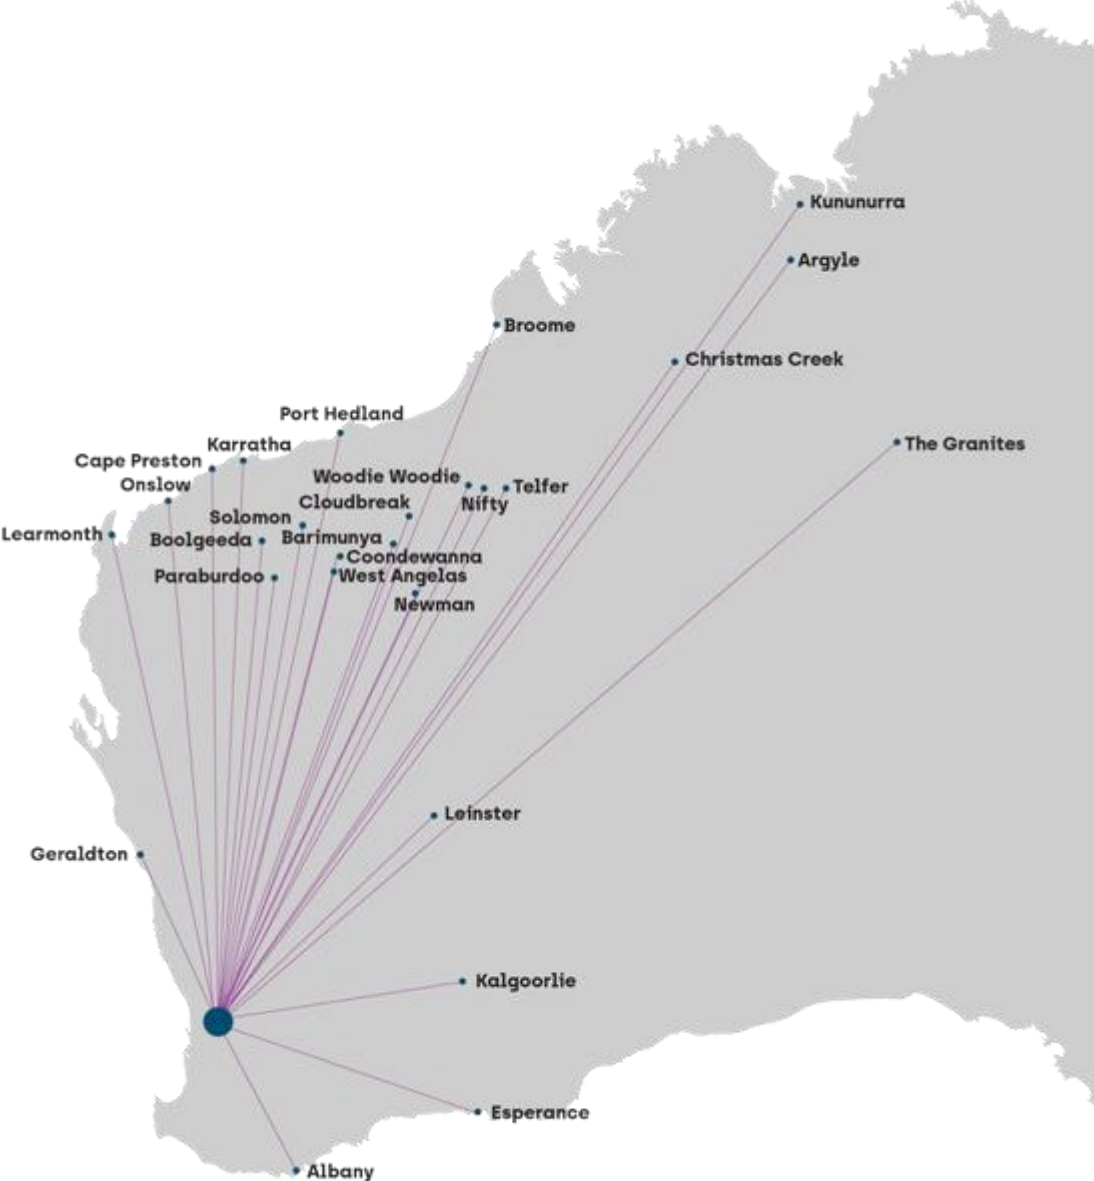 Kununurra
Argyle
Broome
Christmas Creek
Port Hedland
Karratha
The Granites
Cape Preston
Woodie Woodie
Onslow
Telfer
Cloudbreak
Nifty
Solomon
Learmonth
Boolgeeda
Barimunya
Coondewanna
Paraburdoo
West Angelas
Newman
Leinster
Geraldton
Kalgoorlie
Esperance
Albany